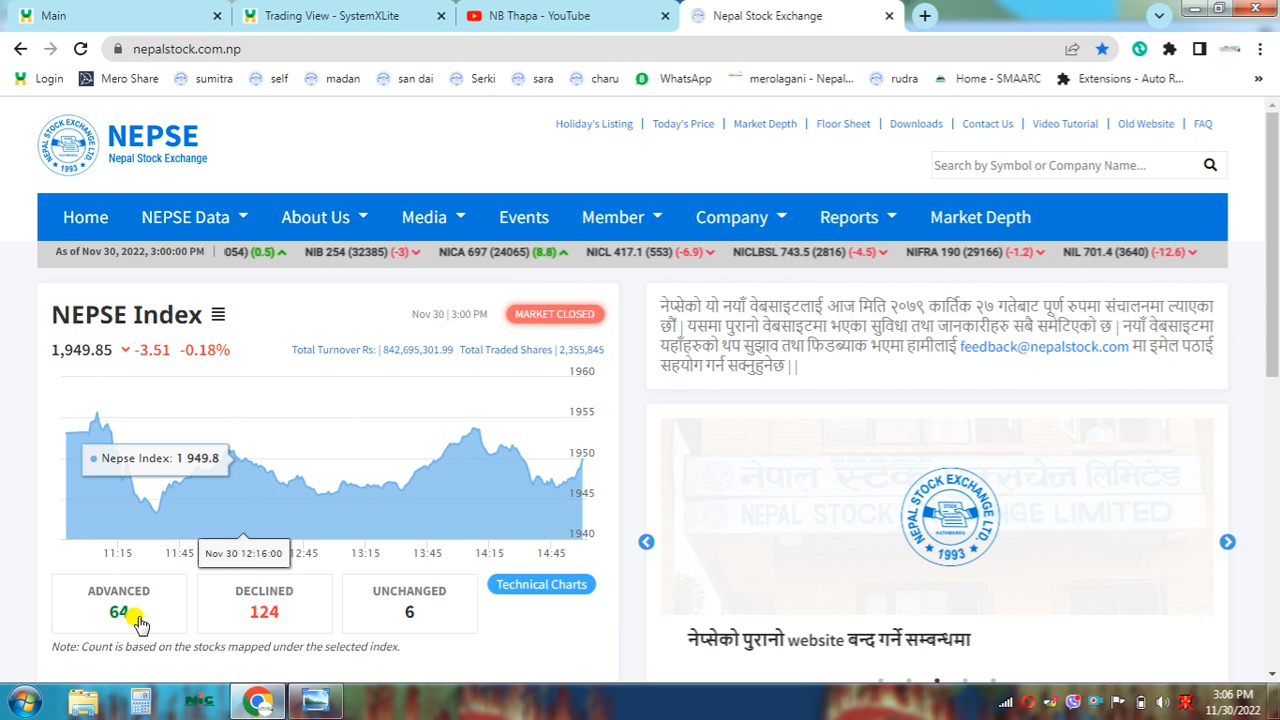 Main
Trading View - SystemXLite
NB Thapa - YouTube
Nepal Stock Exchange
nepalstock.com.np
Login Mero Share sumitra self madan san dai Serki sara charu WhatsApp merolagani - Nepal... rudra Home - SMAARC Extensions - Auto R... »
NEPSE
Nepal Stock Exchange
NEPAL STOCK EXCHANGE LTD.
1993
Holiday's Listing | Today's Price | Market Depth | Floor Sheet | Downloads | Contact Us | Video Tutorial | Old Website | FAQ
Search by Symbol or Company Name...
Home NEPSE Data About Us Media Events Member Company Reports Market Depth
As of Nov 30, 2022, 3:00:00 PM | 054) (0.5) NIB 254 (32385) (-3) NICA 697 (24065) (8.8) NICL 417.1 (553) (-6.9) NICLBSL 743.5 (2816) (-4.5) NIFRA 190 (29166) (-1.2) NIL 701.4 (3640) (-12.6)
NEPSE Index
Nov 30 | 3:00 PM MARKET CLOSED
1,949.85 -3.51 -0.18%
Total Turnover Rs: | 842,695,301.99 Total Traded Shares | 2,355,845
1960
1955
1950
1945
1940
Nepse Index: 1 949.8
11:15 11:45 12:45 13:15 13:45 14:15 14:45
ADVANCED
64
DECLINED
124
UNCHANGED
6
Technical Charts
Note: Count is based on the stocks mapped under the selected index.
नेप्सेको यो नयाँ वेबसाइटलाई आज मिति २०७९ कार्तिक २७ गतेबाट पूर्ण रुपमा संचालनमा ल्याएका
छौं | यसमा पुरानो वेबसाइटमा भएका सुविधा तथा जानकारीहरु सबै समेटिएको छ | नयाँ वेबसाइटमा
यहाँहरुको थप सुझाव तथा फिडब्याक भएमा हामीलाई feedback@nepalstock.com मा इमेल पठाई
सहयोग गर्न सक्नुहुनेछ ||
नेपाल स्टक एक्सचेन्ज लिमिटेड
NEPAL STOCK EXCHANGE LIMITED
NEPAL STOCK EXCHANGE LTD.
STOCK
KATHMANDU
1993
नेप्सेको पुरानो website बन्द गर्ने सम्बन्धमा
NIC
3:06 PM
11/30/2022